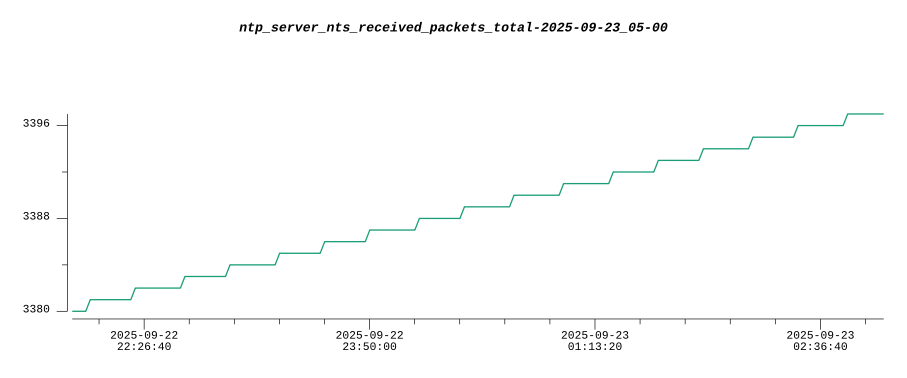 ntp_server_nts_received_packets_total-2025-09-23_05-00
3396
3388
3380
2025-09-22 2025-09-22 2025-09-23 2025-09-23
22:26:40 23:50:00 01:13:20 02:36:40